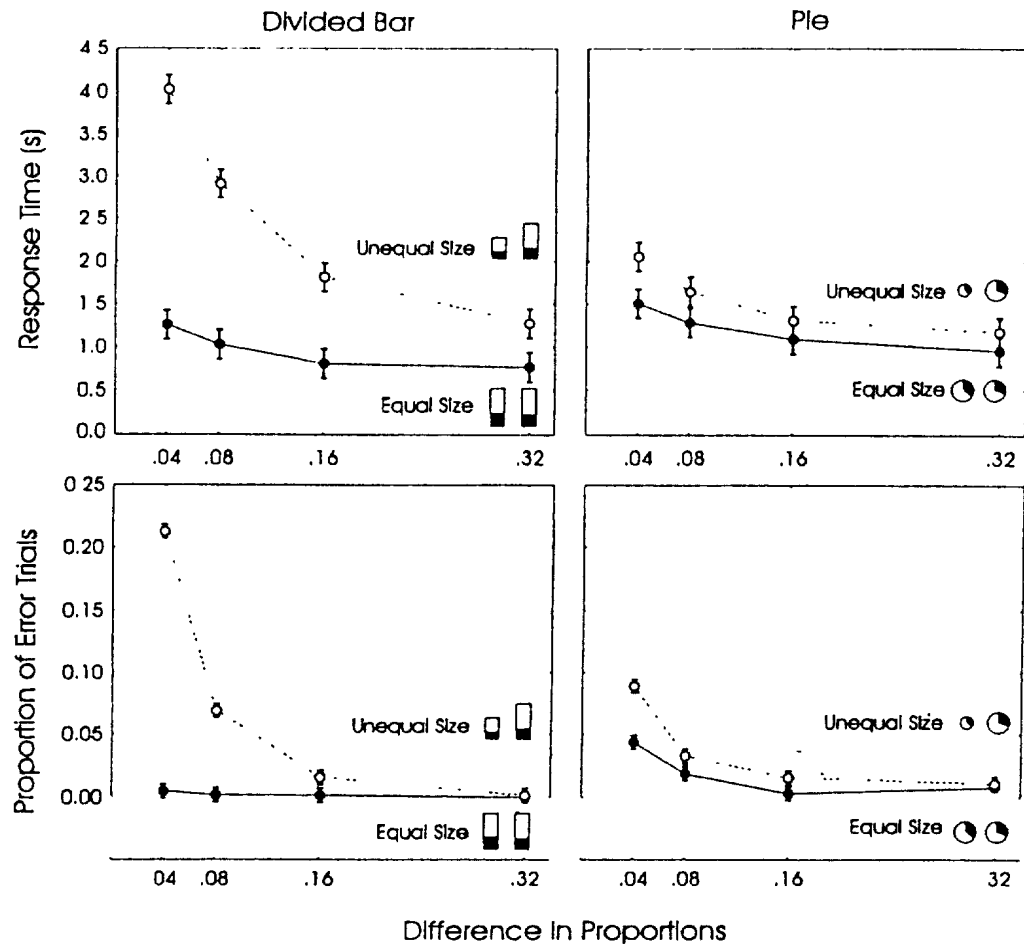 Divided Bar
Pie
Response Time (s)
4 5
4 0
3.5
3.0
2 5
2 0
1 5
1 0
0 5
0.0
Unequal Size
Equal Size
.04 .08 .16 .32
Unequal Size
Equal Size
.04 .08 .16 .32
Proportion of Error Trials
0.25
0.20
0.15
0.10
0.05
0.00
Unequal Size
Equal Size
04 .08 .16 .32
Unequal Size
Equal Size
.04 .08 .16 32
Difference in Proportions